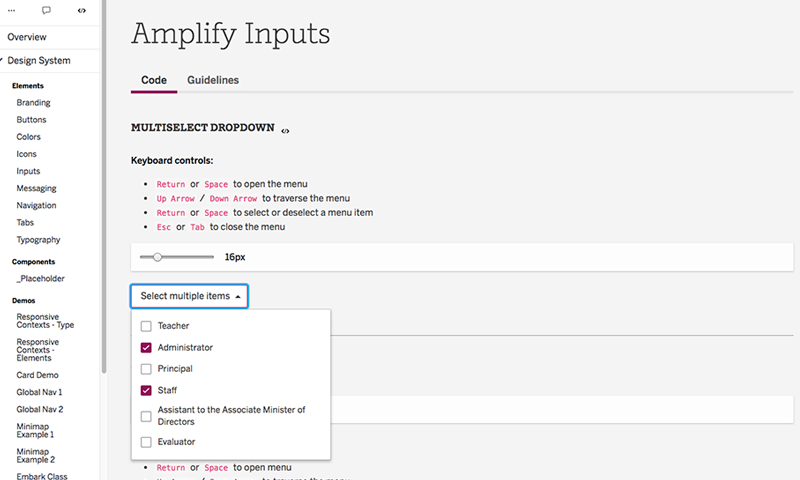 Overview
Design System
Elements
Branding
Buttons
Colors
Icons
Inputs
Messaging
Navigation
Tabs
Typography
Components
_Placeholder
Demos
Responsive
Contexts - Type
Responsive
Contexts -
Elements
Card Demo
Global Nav 1
Global Nav 2
Minimap
Example 1
Minimap
Example 2
Embark Class
Amplify Inputs
Code Guidelines
MULTISELECT DROPDOWN
Keyboard controls:
• Return or Space to open the menu
• Up Arrow / Down Arrow to traverse the menu
• Return or Space to select or deselect a menu item
• Esc or Tab to close the menu
16px
Select multiple items
Teacher
Administrator
Principal
Staff
Assistant to the Associate Minister of
Directors
Evaluator
• Return or Space to open menu
to traverse the menu